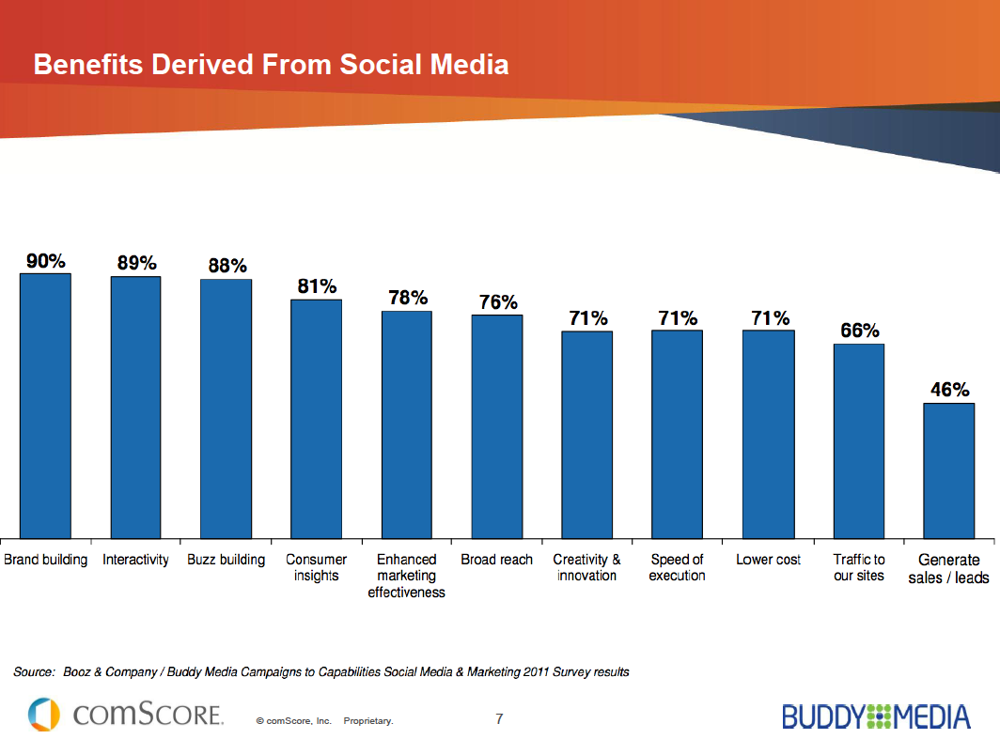 Benefits Derived From Social Media
90%
89%
88%
81%
78%
76%
71%
71%
71%
66%
46%
Brand building
Interactivity
Buzz building
Consumer
insights
Enhanced
marketing
effectiveness
Broad reach
Creativity &
innovation
Speed of
execution
Lower cost
Traffic to
our sites
Generate
sales / leads
Source: Booz & Company / Buddy Media Campaigns to Capabilities Social Media & Marketing 2011 Survey results
comScore.
© comScore, Inc. Proprietary.
7
BUDDY MEDIA